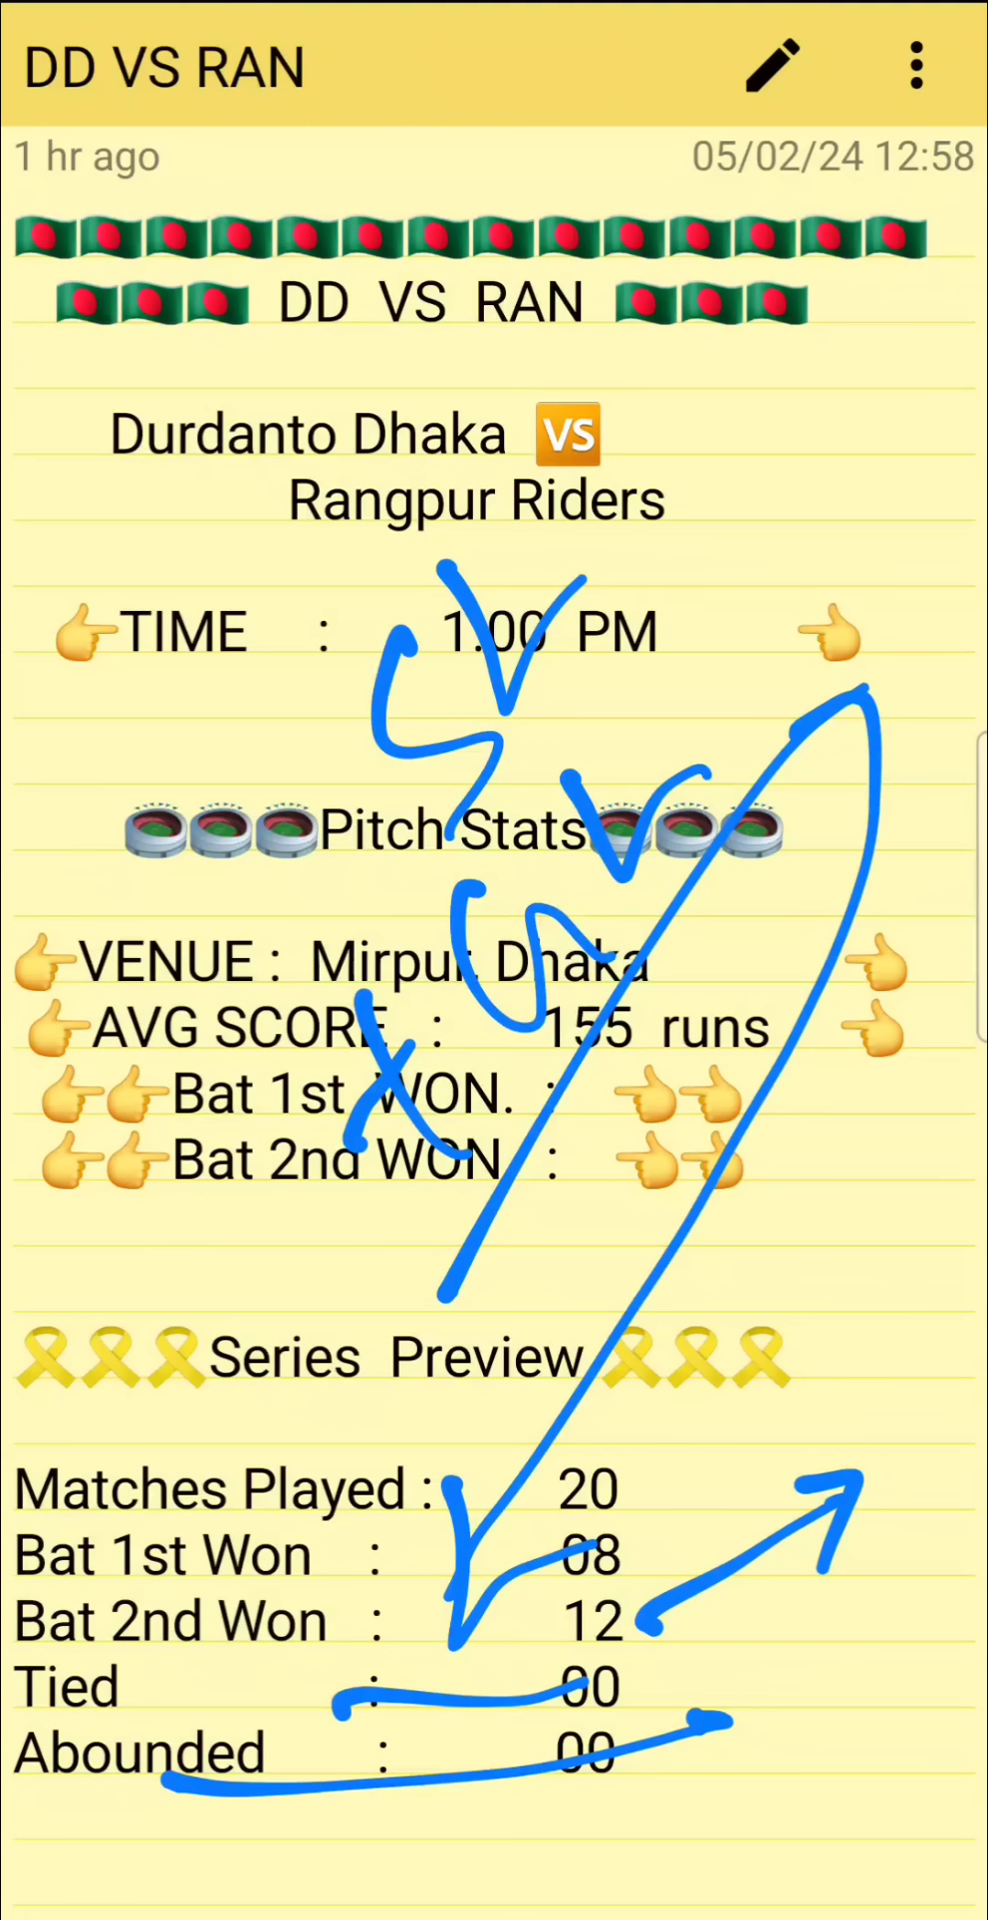 DD VS RAN
1 hr ago 05/02/24 12:58
DD VS RAN
Durdanto Dhaka VS
Rangpur Riders
TIME : 1.00 PM
Pitch Stats
VENUE : Mirpur. Dhaka
AVG SCORE : 155 runs
Bat 1st WON. :
Bat 2nd WON :
Series Preview
Matches Played : 20
Bat 1st Won : 08
Bat 2nd Won : 12
Tied : 00
Abounded : 00